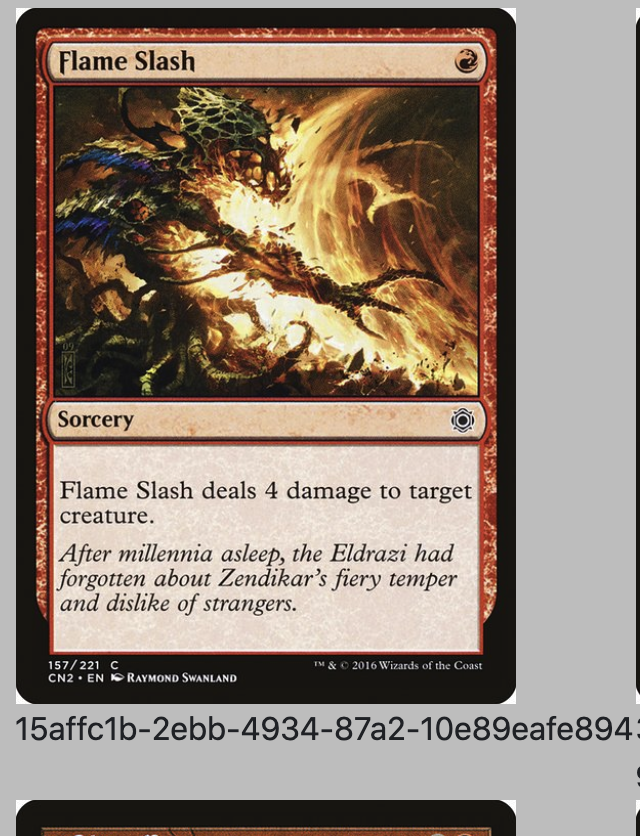 Flame Slash
Sorcery
Flame Slash deals 4 damage to target
creature.
After millennia asleep, the Eldrazi had
forgotten about Zendikar's fiery temper
and dislike of strangers.
157/221 C
™ & © 2016 Wizards of the Coast
CN2 • EN Raymond Swanland
15affc1b-2ebb-4934-87a2-10e89eafe894